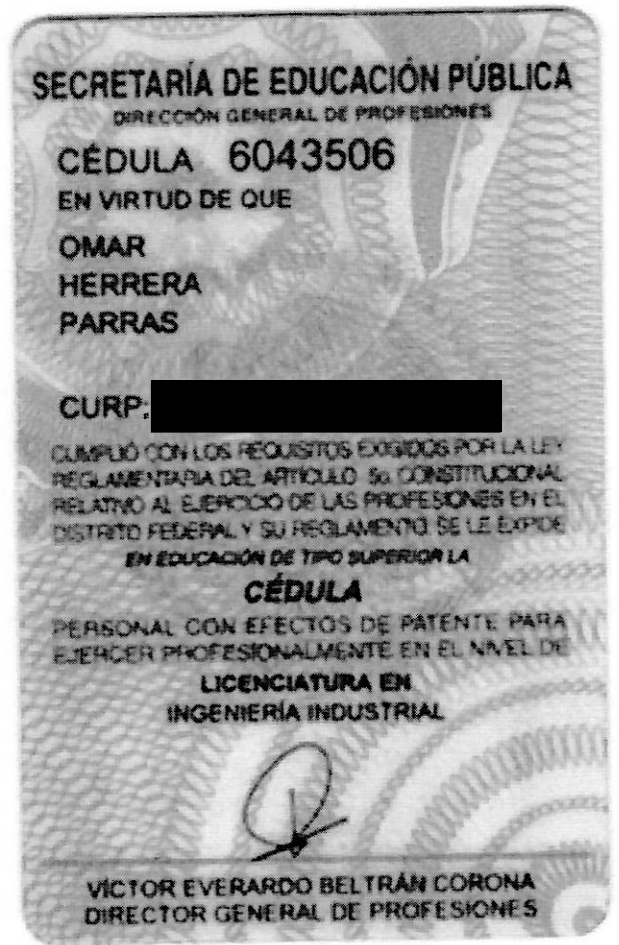 SECRETARÍA DE EDUCACIÓN PÚBLICA
DIRECCIÓN GENERAL DE PROFESIONES
CÉDULA 6043506
EN VIRTUD DE QUE
OMAR
HERRERA
PARRAS
CURP:
CUMPLIÓ CON LOS REQUISITOS EXIGIDOS POR LA LEY
REGLAMENTARIA DEL ARTÍCULO 5o. CONSTITUCIONAL
RELATIVO AL EJERCICIO DE LAS PROFESIONES EN EL
DISTRITO FEDERAL Y SU REGLAMENTO, SE LE EXPIDE
EN EDUCACIÓN DE TIPO SUPERIOR LA
CÉDULA
PERSONAL CON EFECTOS DE PATENTE PARA
EJERCER PROFESIONALMENTE EN EL NIVEL DE
LICENCIATURA EN
INGENIERÍA INDUSTRIAL
VÍCTOR EVERARDO BELTRÁN CORONA
DIRECTOR GENERAL DE PROFESIONES